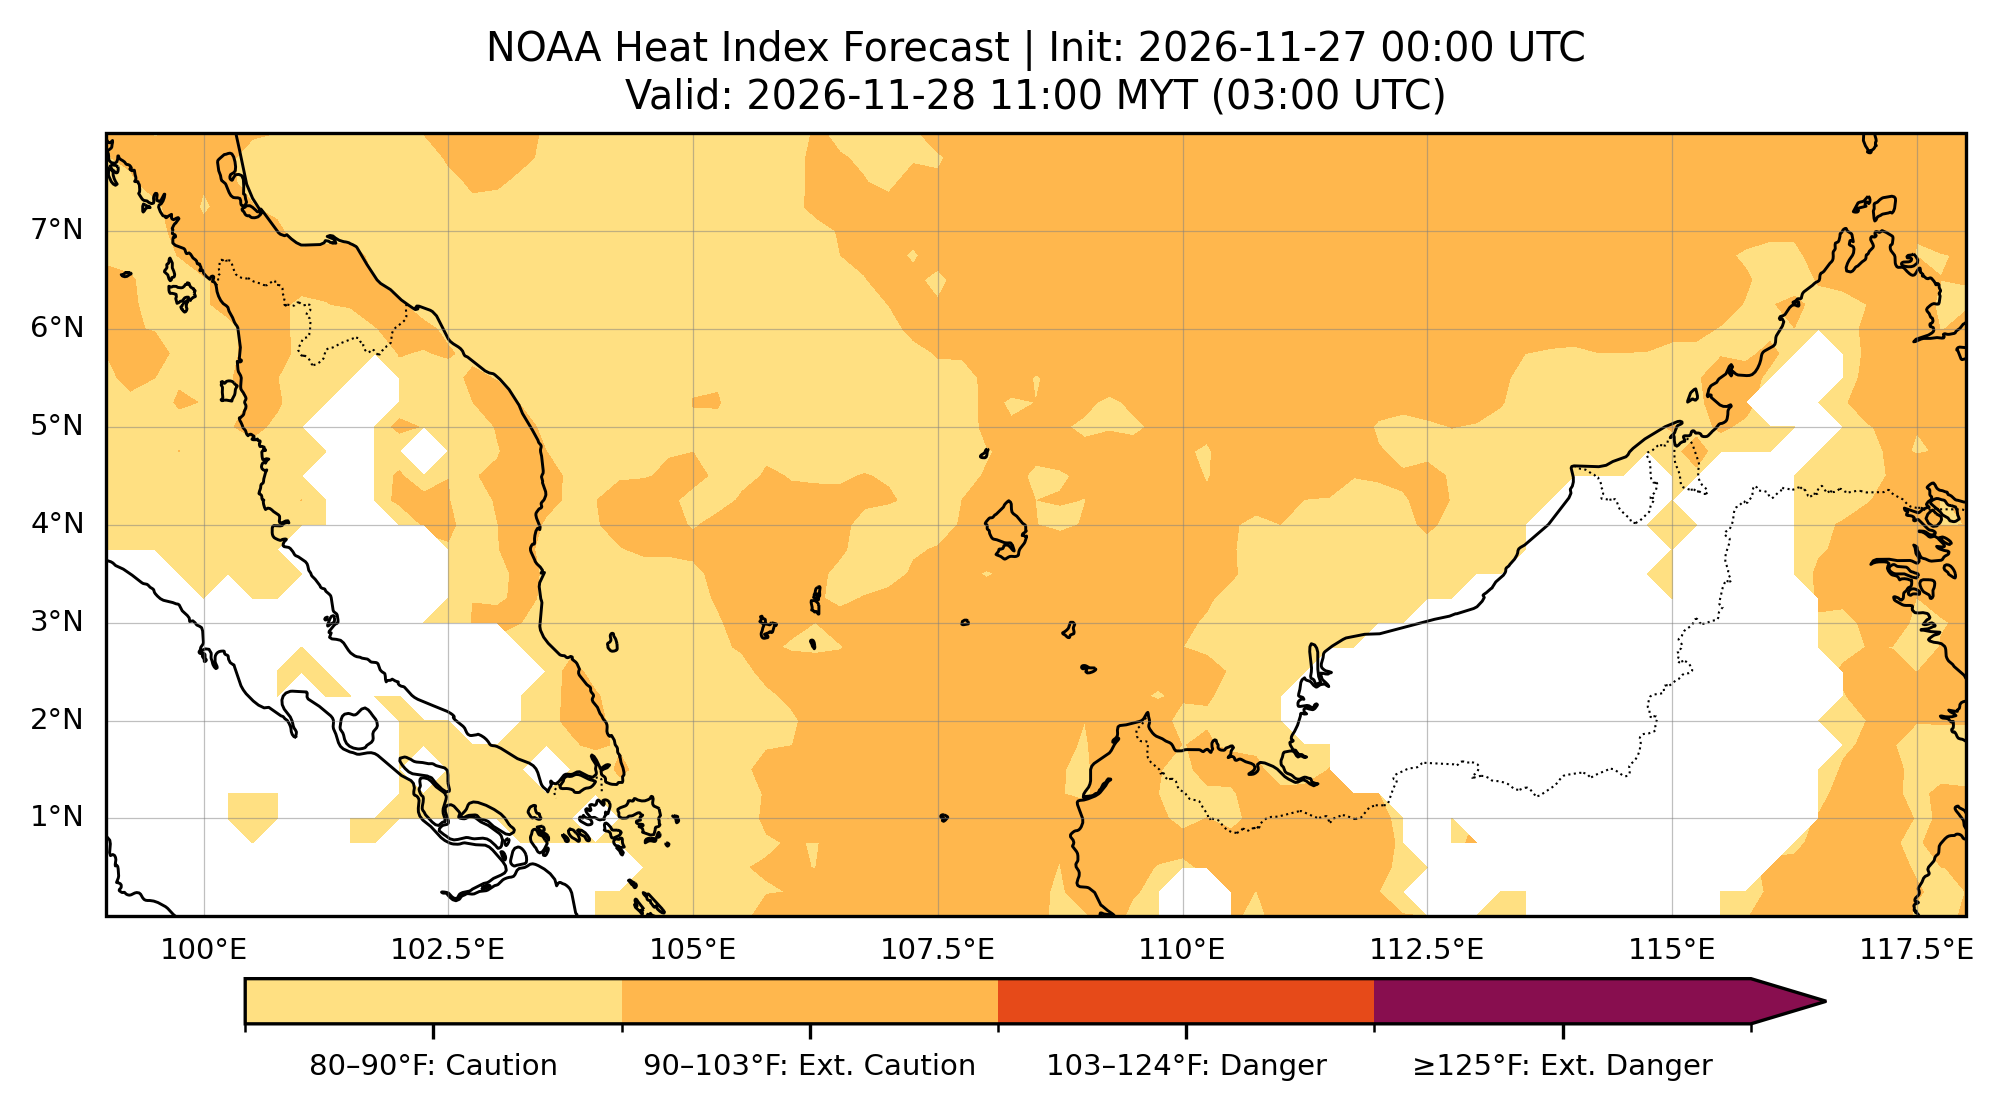 NOAA Heat Index Forecast | Init: 2026-11-27 00:00 UTC
Valid: 2026-11-28 11:00 MYT (03:00 UTC)
7°N
6°N
5°N
4°N
3°N
2°N
1°N
100°E 102.5°E 105°E 107.5°E 110°E 112.5°E 115°E 117.5°E
80–90°F: Caution 90–103°F: Ext. Caution 103–124°F: Danger ≥125°F: Ext. Danger